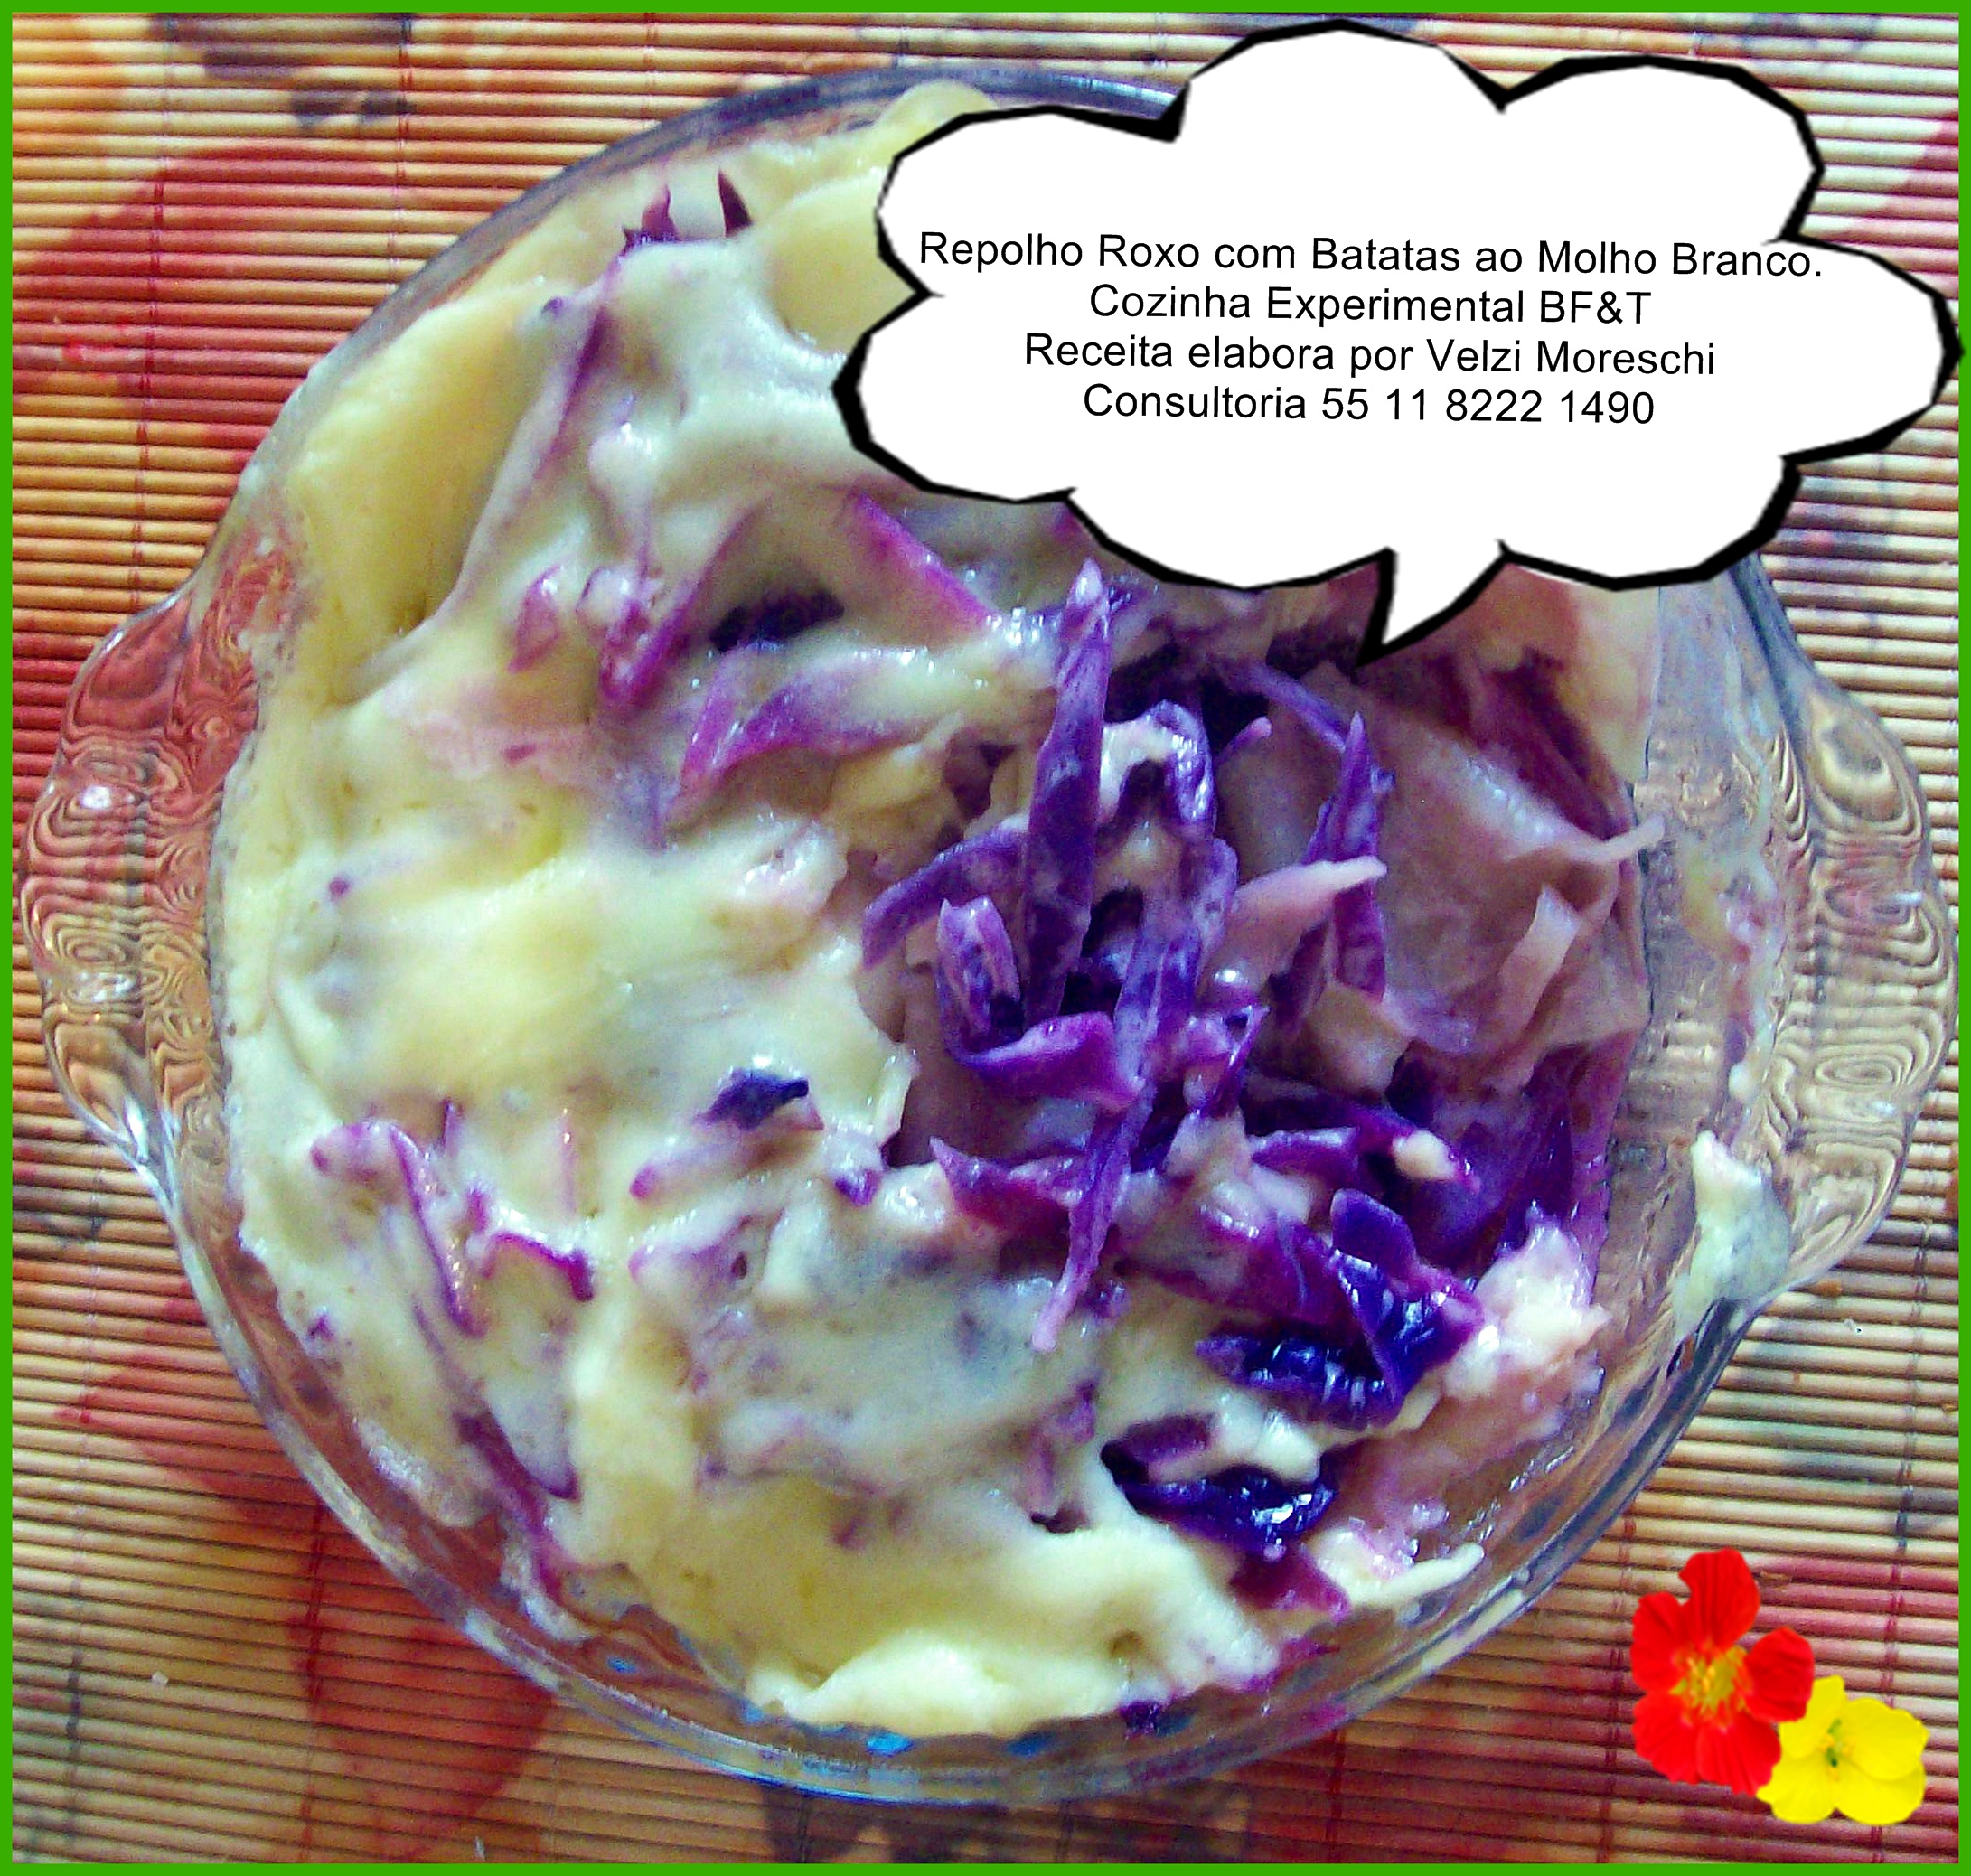 Repolho Roxo com Batatas ao Molho Branco.
Cozinha Experimental BF&T
Receita elabora por Velzi Moreschi
Consultoria 55 11 8222 1490